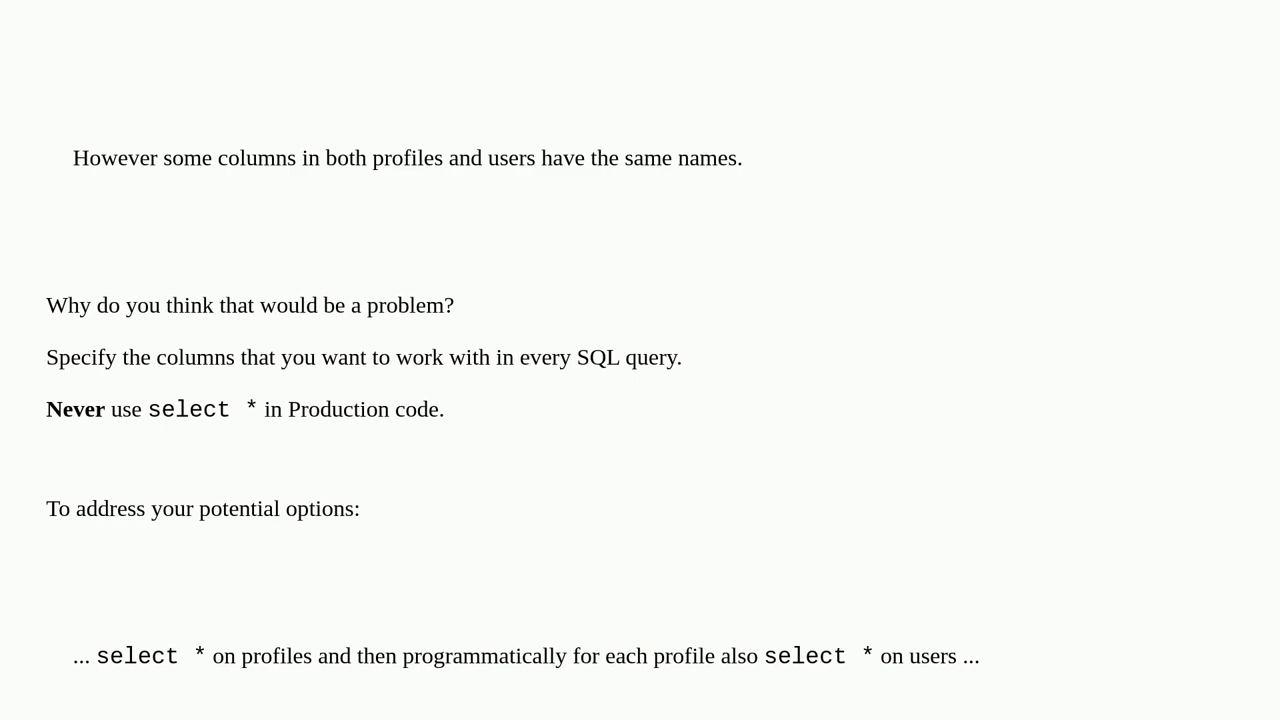 However some columns in both profiles and users have the same names.
Why do you think that would be a problem?
Specify the columns that you want to work with in every SQL query.
Never use select * in Production code.
To address your potential options:
... select * on profiles and then programmatically for each profile also select * on users ...